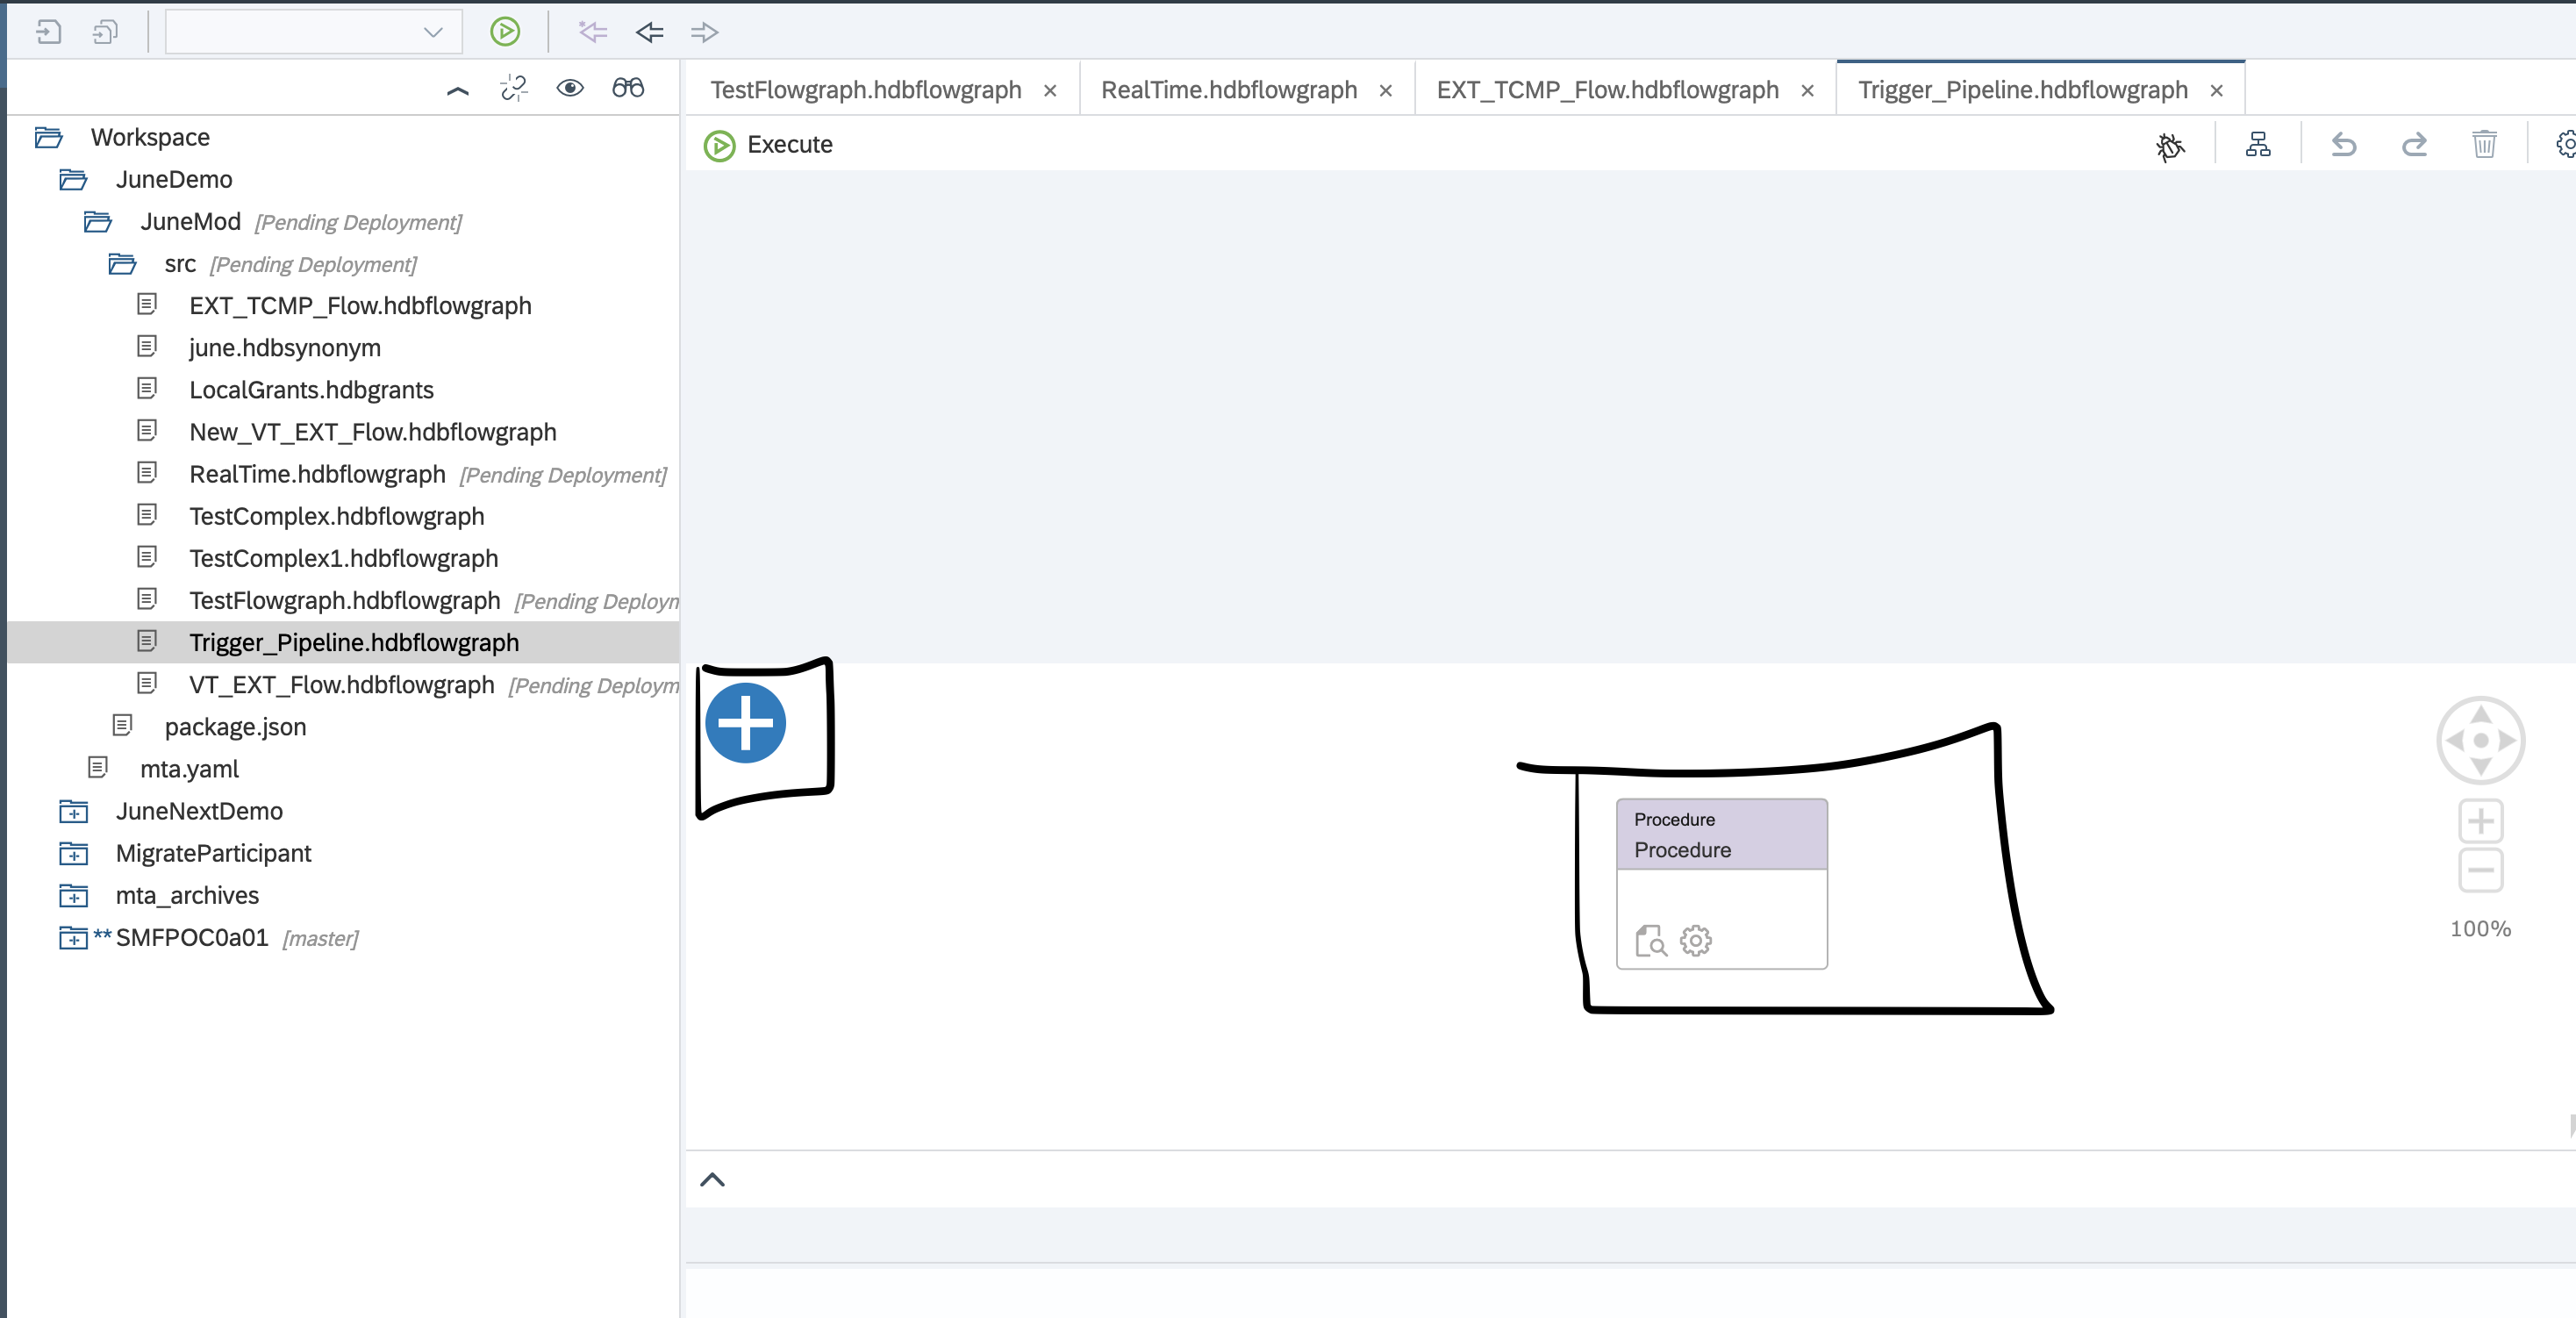 TestFlowgraph.hdbflowgraph ×
RealTime.hdbflowgraph ×
EXT_TCMP_Flow.hdbflowgraph ×
Trigger_Pipeline.hdbflowgraph ×
Execute
Workspace
JuneDemo
JuneMod [Pending Deployment]
src [Pending Deployment]
EXT_TCMP_Flow.hdbflowgraph
june.hdbsynonym
LocalGrants.hdbgrants
New_VT_EXT_Flow.hdbflowgraph
RealTime.hdbflowgraph [Pending Deployment]
TestComplex.hdbflowgraph
TestComplex1.hdbflowgraph
TestFlowgraph.hdbflowgraph [Pending Deployn
Trigger_Pipeline.hdbflowgraph
VT_EXT_Flow.hdbflowgraph [Pending Deploym
package.json
mta.yaml
JuneNextDemo
MigrateParticipant
mta_archives
** SMFPOC0a01 [master]
Procedure
Procedure
100%